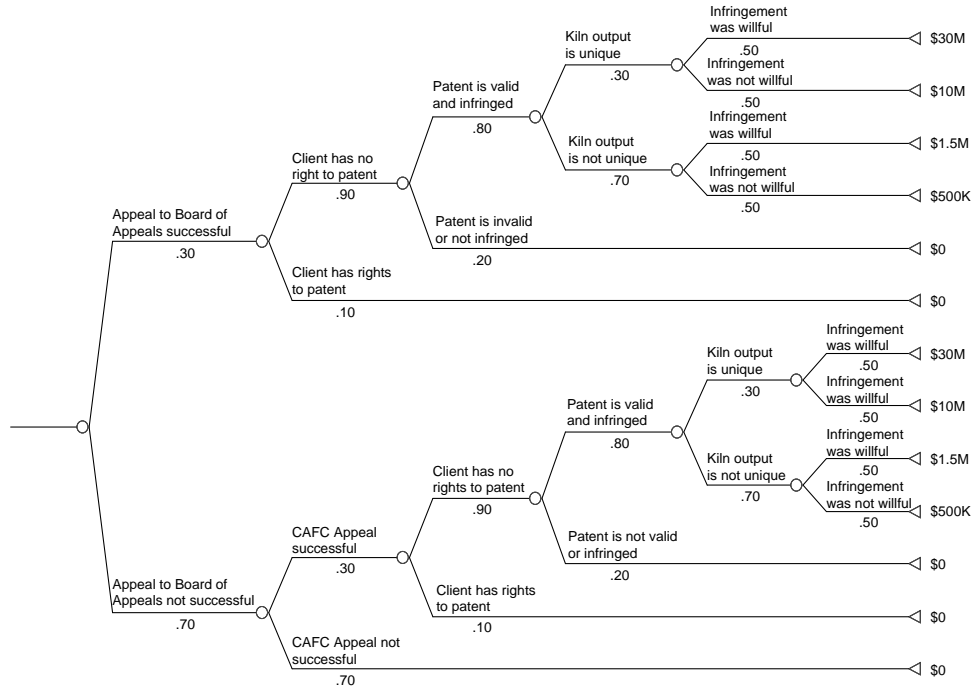 Infringement
was willful
.50
$30M
Kiln output
is unique
.30
Infringement
was not willful
.50
$10M
Patent is valid
and infringed
.80
Infringement
was willful
.50
$1.5M
Kiln output
is not unique
.70
Infringement
was not willful
.50
$500K
Client has no
right to patent
.90
Patent is invalid
or not infringed
.20
$0
Appeal to Board of
Appeals successful
.30
Client has rights
to patent
.10
$0
Infringement
was willful
.50
$30M
Kiln output
is unique
.30
Infringement
was willful
.50
$10M
Patent is valid
and infringed
.80
Infringement
was willful
.50
$1.5M
Kiln output
is not unique
.70
Infringement
was not willful
.50
$500K
Client has no
rights to patent
.90
Patent is not valid
or infringed
.20
$0
CAFC Appeal
successful
.30
Client has rights
to patent
.10
$0
Appeal to Board of
Appeals not successful
.70
CAFC Appeal not
successful
.70
$0